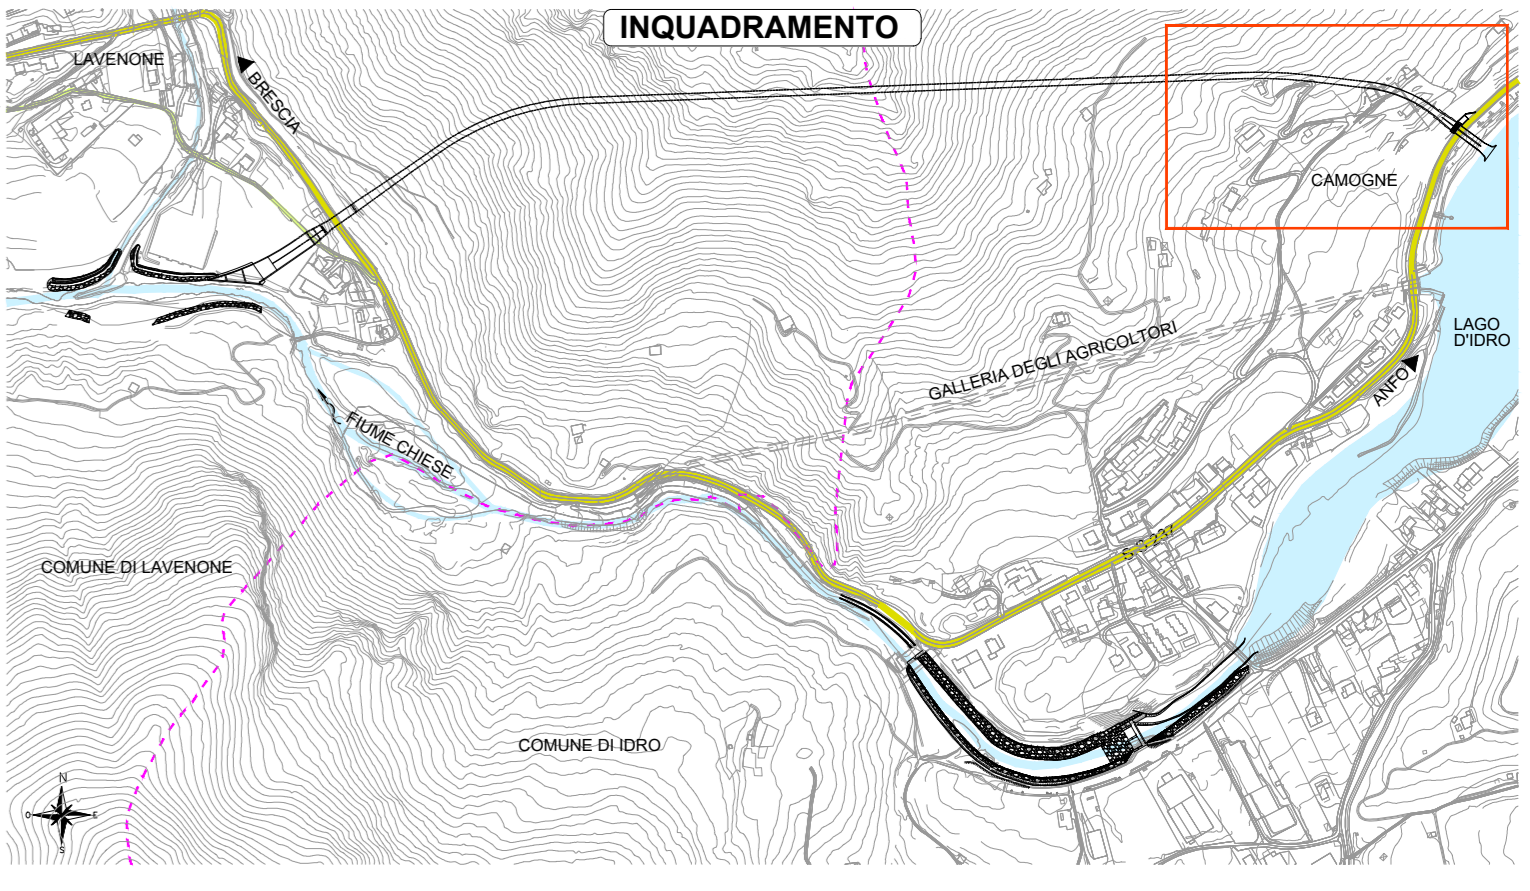 INQUADRAMENTO
LAVENONE
BRESCIA
CAMOGNE
LAGO
D'IDRO
GALLERIA DEGLI AGRICOLTORI
ANFO
FIUME CHIESE
S.S.237
COMUNE DI LAVENONE
COMUNE DI IDRO
N
O
E
S